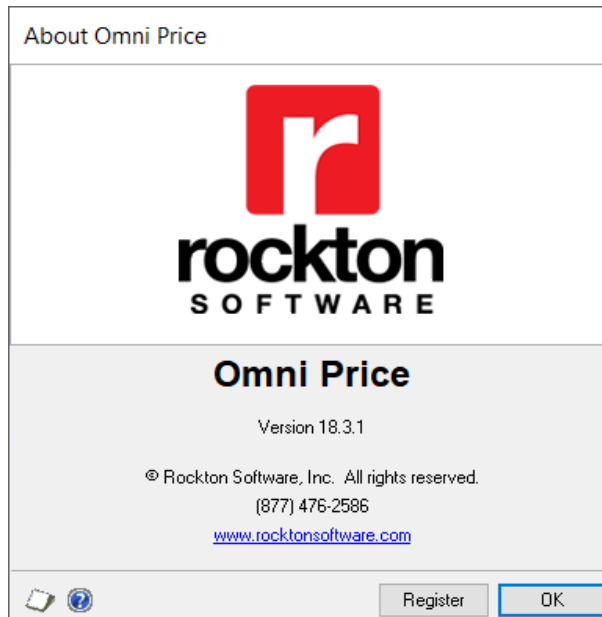 About Omni Price
r
rockton
SOFTWARE
Omni Price
Version 18.3.1
© Rockton Software, Inc.  All rights reserved.
(877) 476-2586
www.rocktonsoftware.com
Register
OK